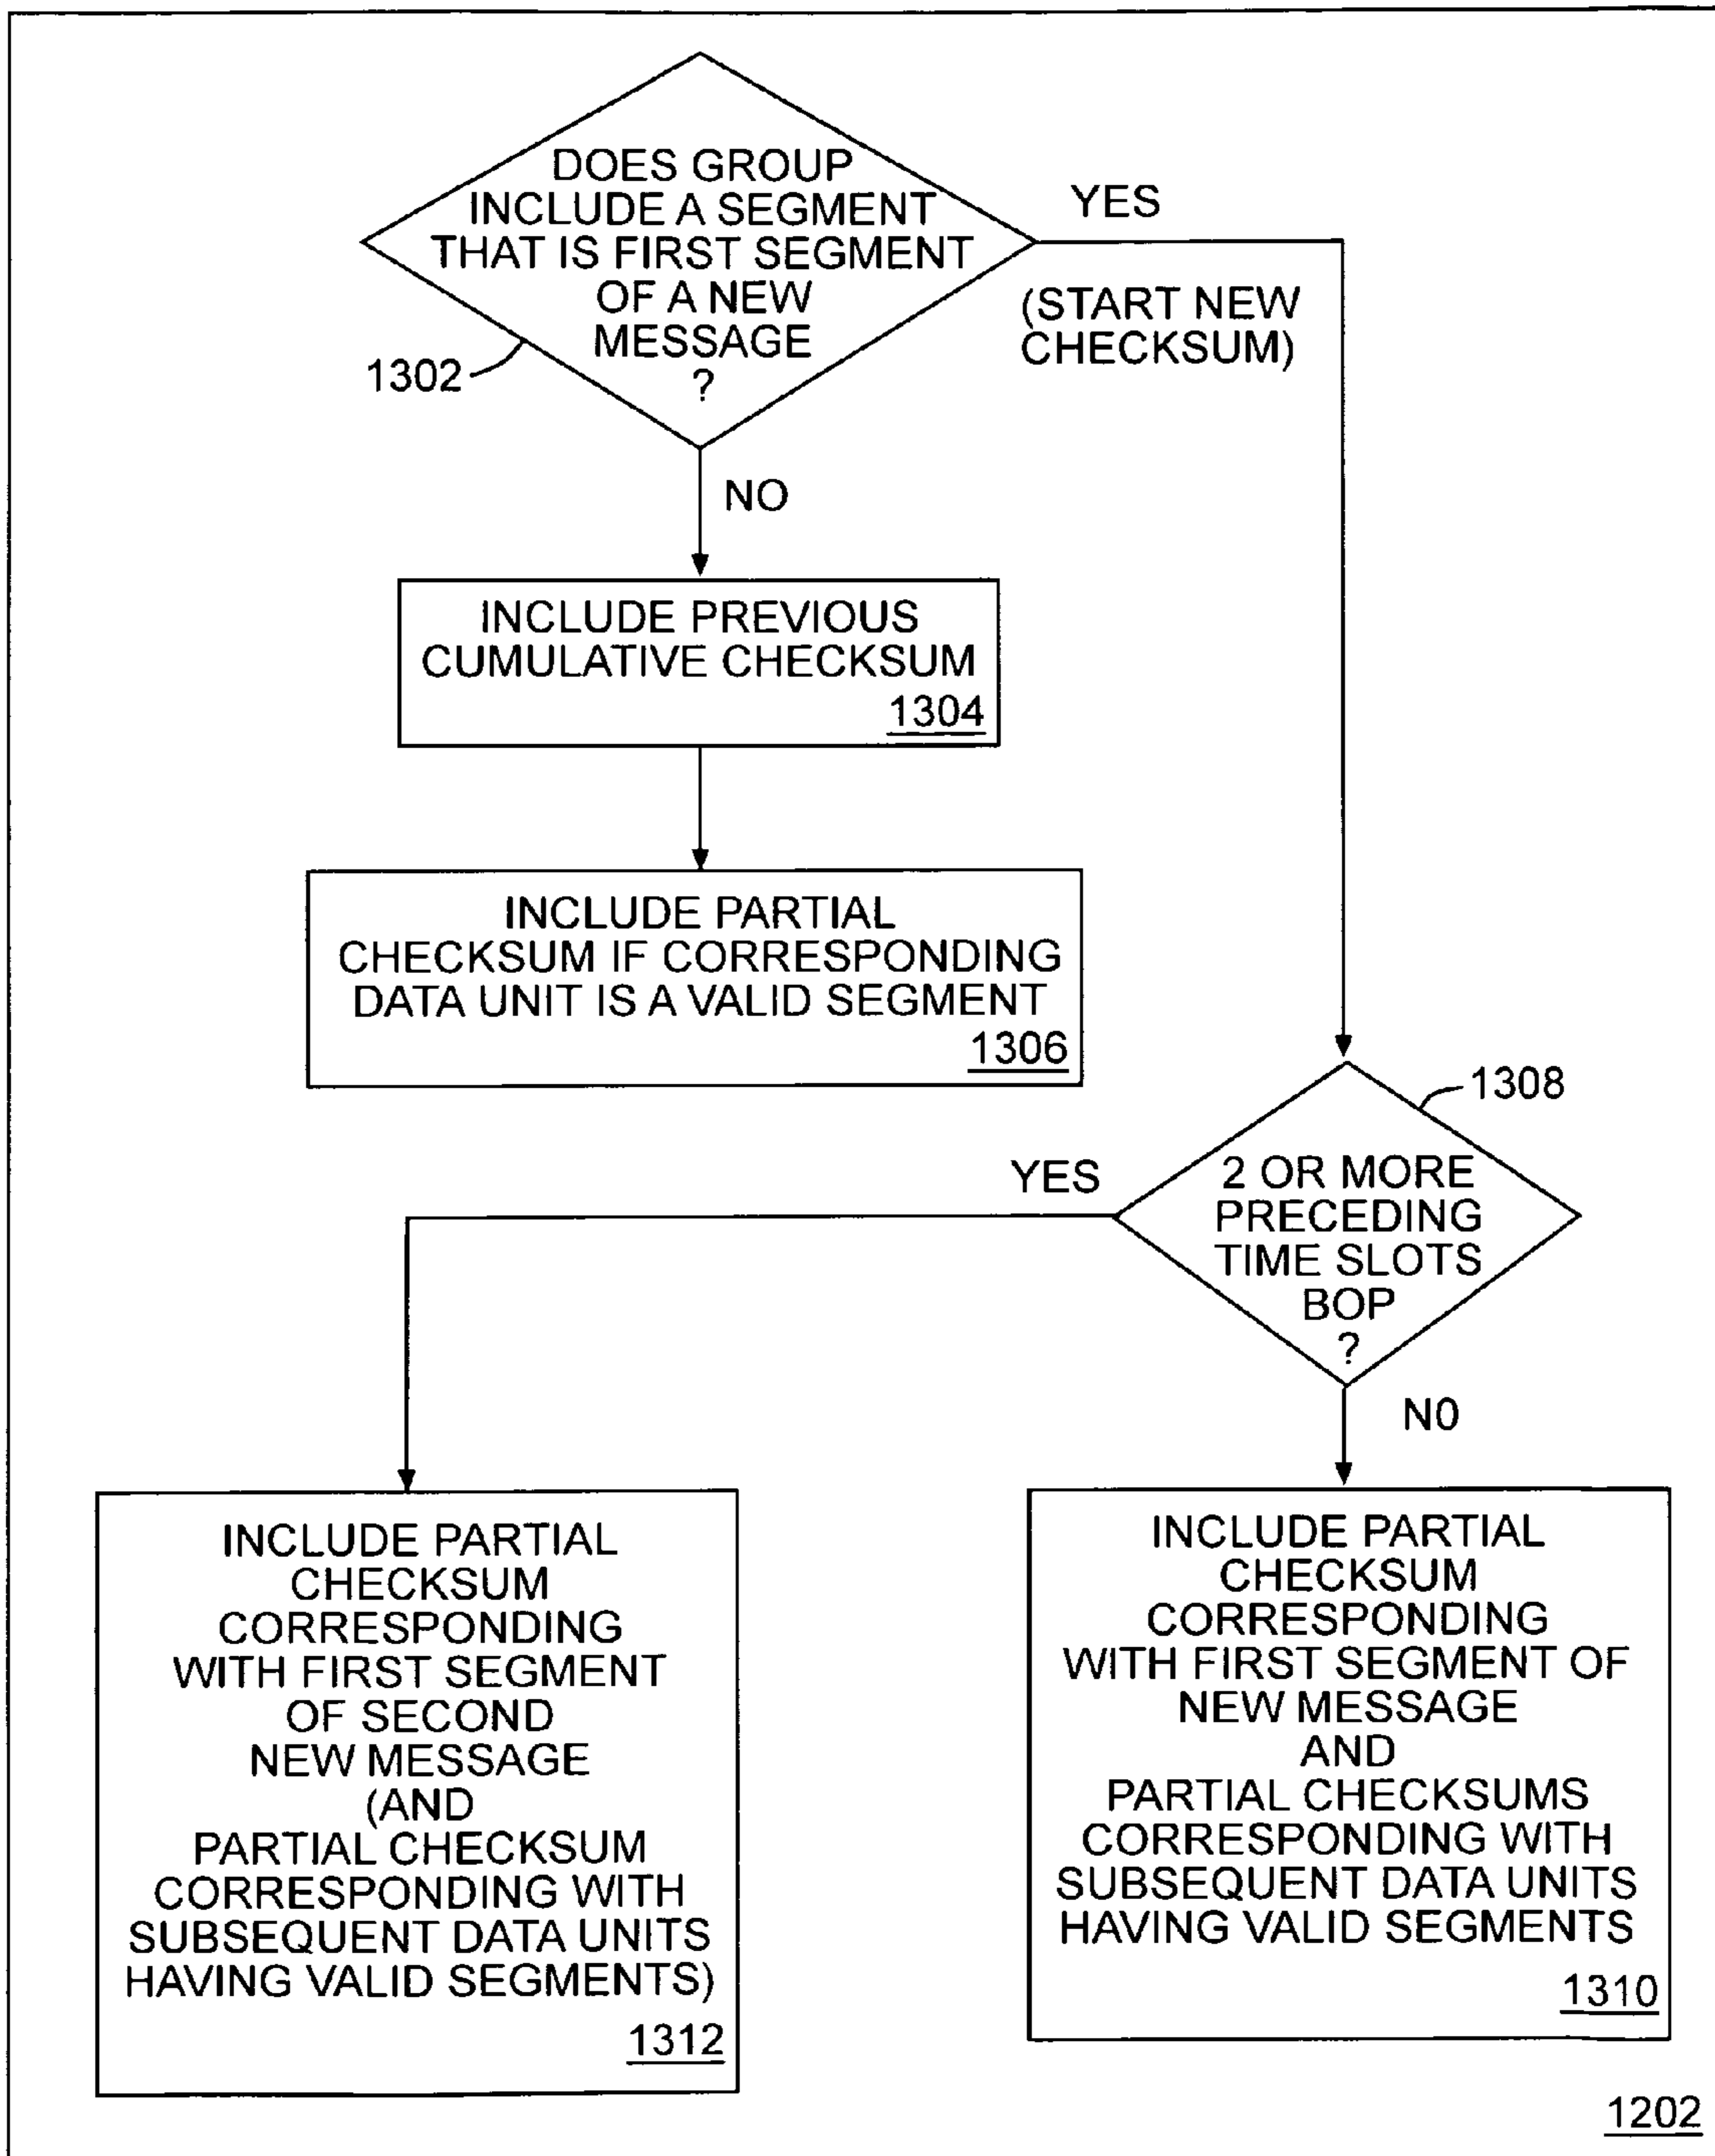 DOES GROUP
INCLUDE A SEGMENT
THAT IS FIRST SEGMENT
OF A NEW
MESSAGE
?
1302
YES
(START NEW
CHECKSUM)
NO
INCLUDE PREVIOUS
CUMULATIVE CHECKSUM
1304
INCLUDE PARTIAL
CHECKSUM IF CORRESPONDING
DATA UNIT IS A VALID SEGMENT
1306
1308
2 OR MORE
PRECEDING
TIME SLOTS
BOP
?
YES
N0
INCLUDE PARTIAL
CHECKSUM
CORRESPONDING
WITH FIRST SEGMENT
OF SECOND
NEW MESSAGE
(AND
PARTIAL CHECKSUM
CORRESPONDING WITH
SUBSEQUENT DATA UNITS
HAVING VALID SEGMENTS)
1312
INCLUDE PARTIAL
CHECKSUM
CORRESPONDING
WITH FIRST SEGMENT OF
NEW MESSAGE
AND
PARTIAL CHECKSUMS
CORRESPONDING WITH
SUBSEQUENT DATA UNITS
HAVING VALID SEGMENTS
1310
1202